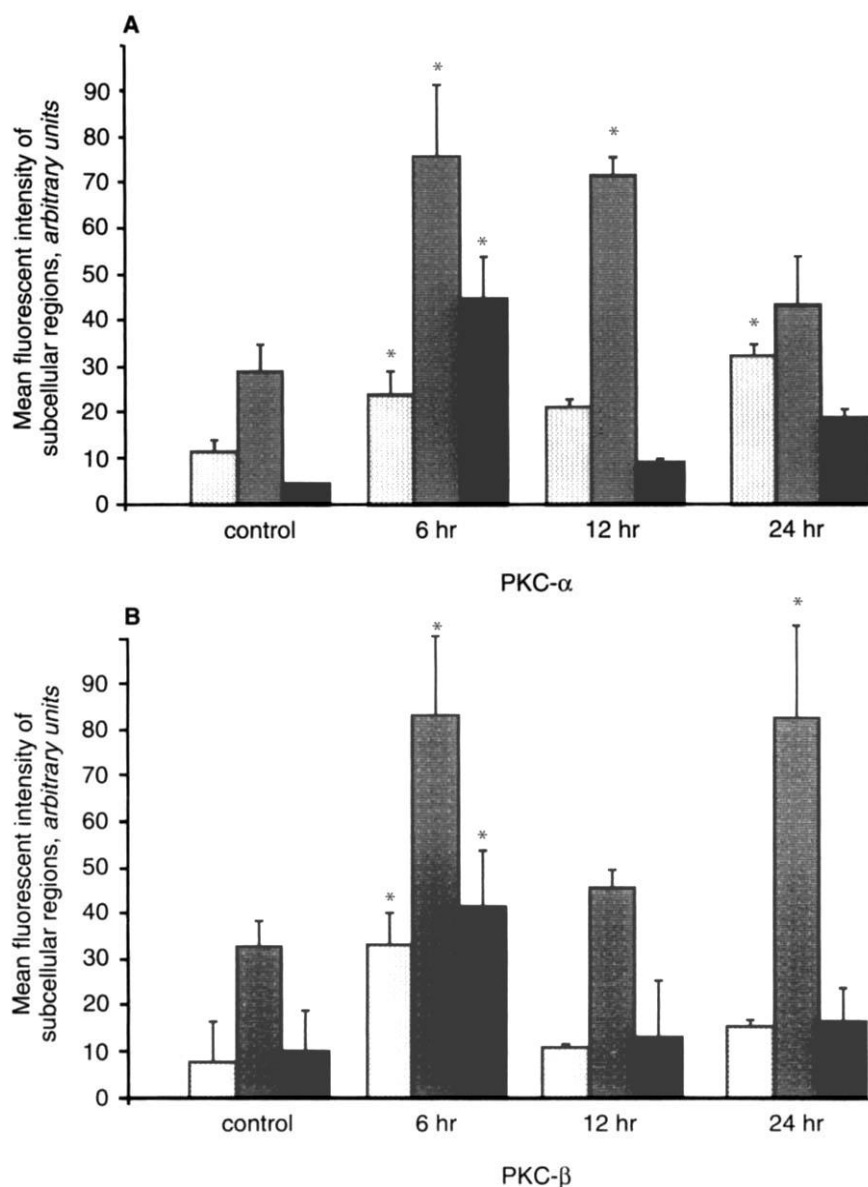 A
Mean fluorescent intensity of
subcellular regions, arbitrary units
90
80
70
60
50
40
30
20
10
0
*
*
*
*
*
control 6 hr 12 hr 24 hr
PKC-α
B
Mean fluorescent intensity of
subcellular regions, arbitrary units
90
80
70
60
50
40
30
20
10
0
*
*
*
*
control 6 hr 12 hr 24 hr
PKC-β